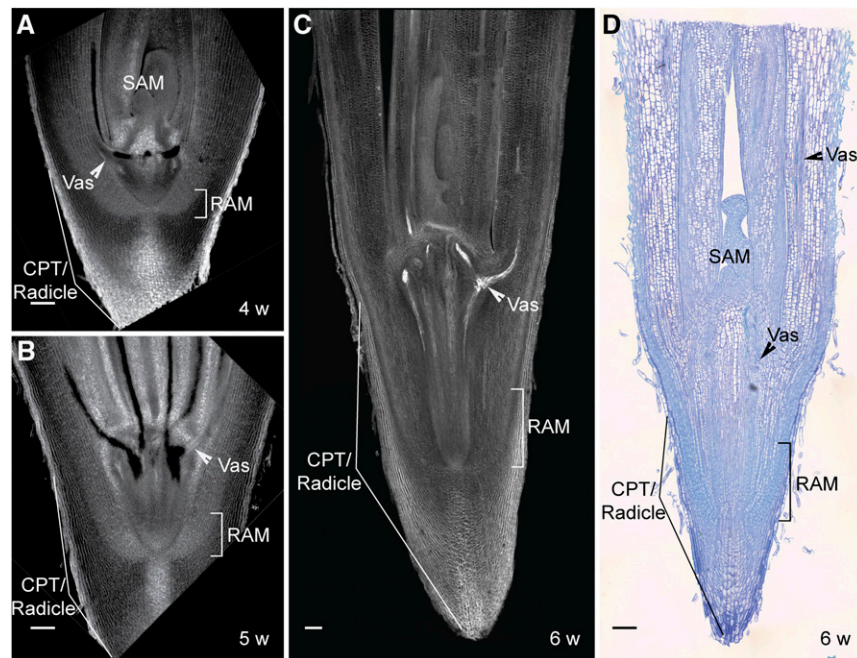 A
SAM
Vas
RAM
CPT/
Radicle
4 w
B
Vas
RAM
CPT/
Radicle
5 w
C
Vas
RAM
CPT/
Radicle
6 w
D
Vas
SAM
Vas
RAM
CPT/
Radicle
6 w